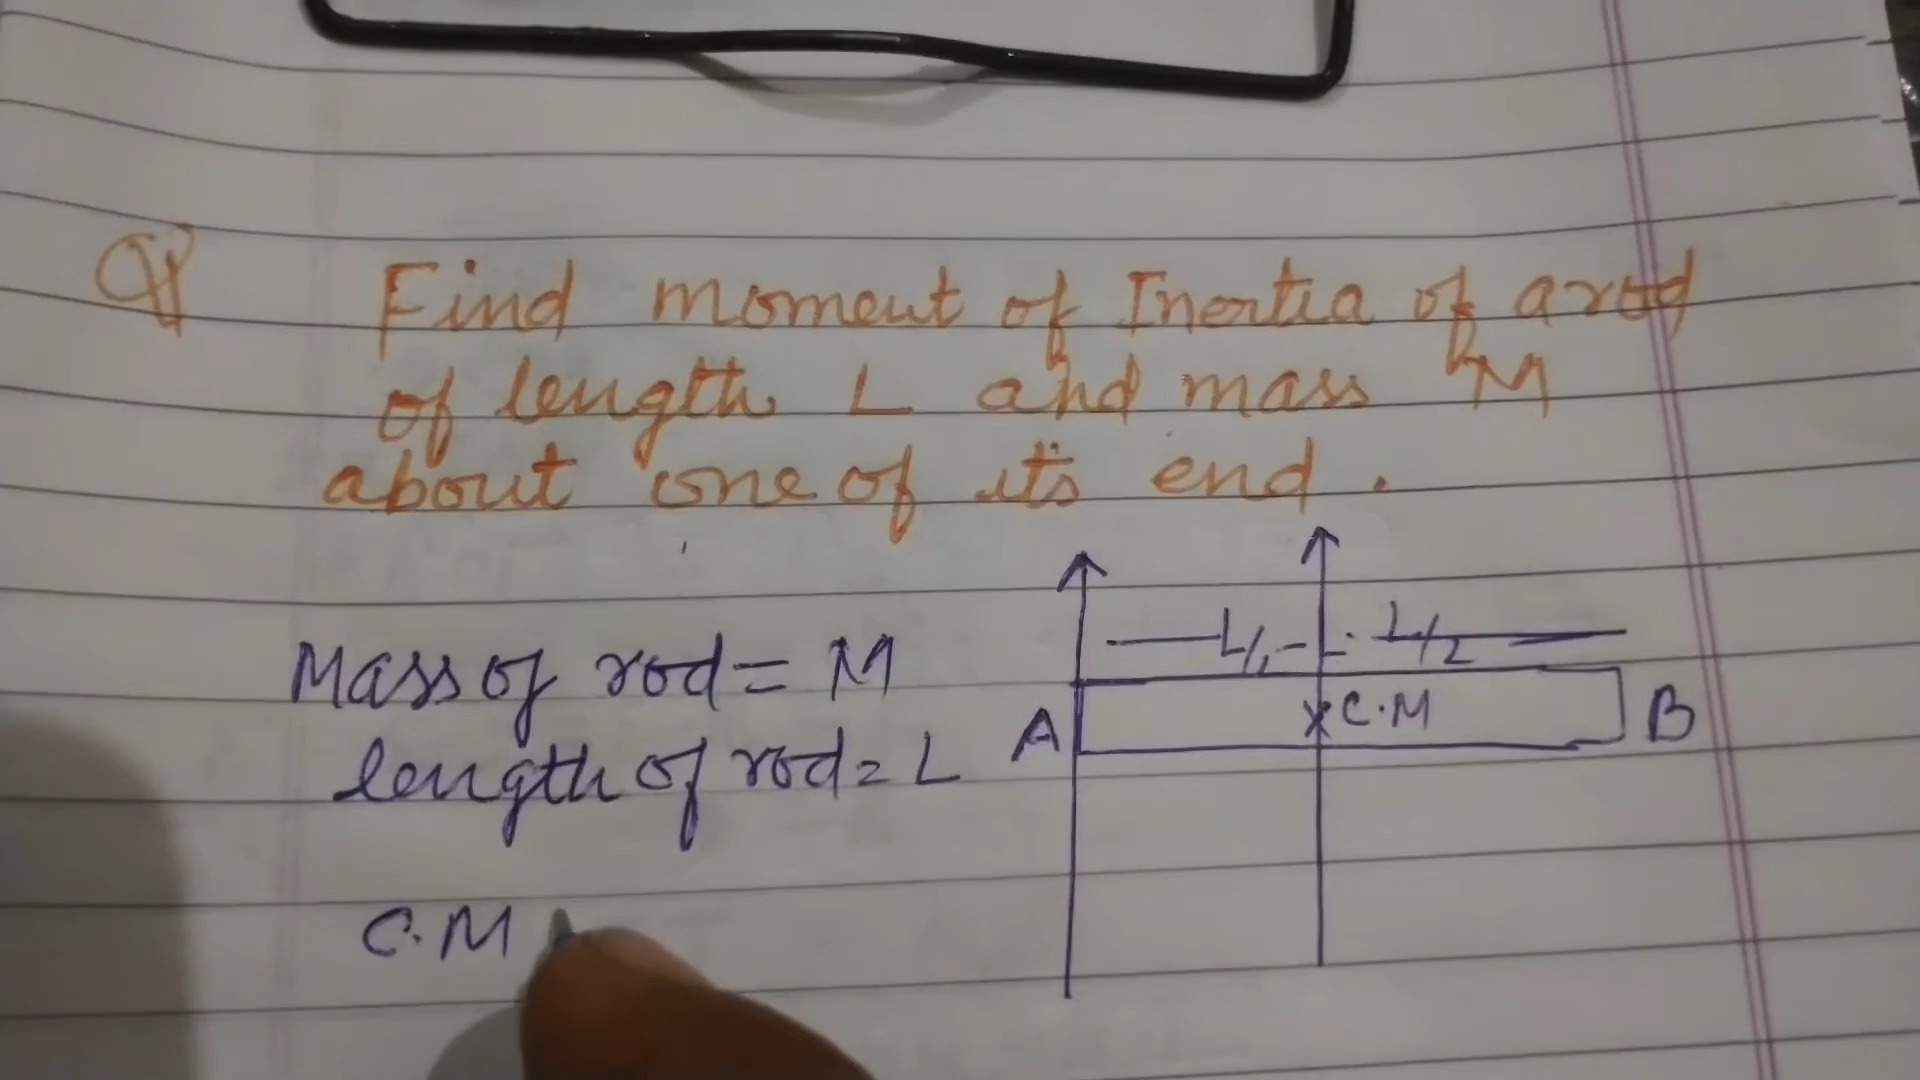 Q Find moment of Inertia of a rod
of length L and mass M
about one of it's end.
L/2 L L/2
Mass of rod = M
A C.M B
length of rod = L
C.M